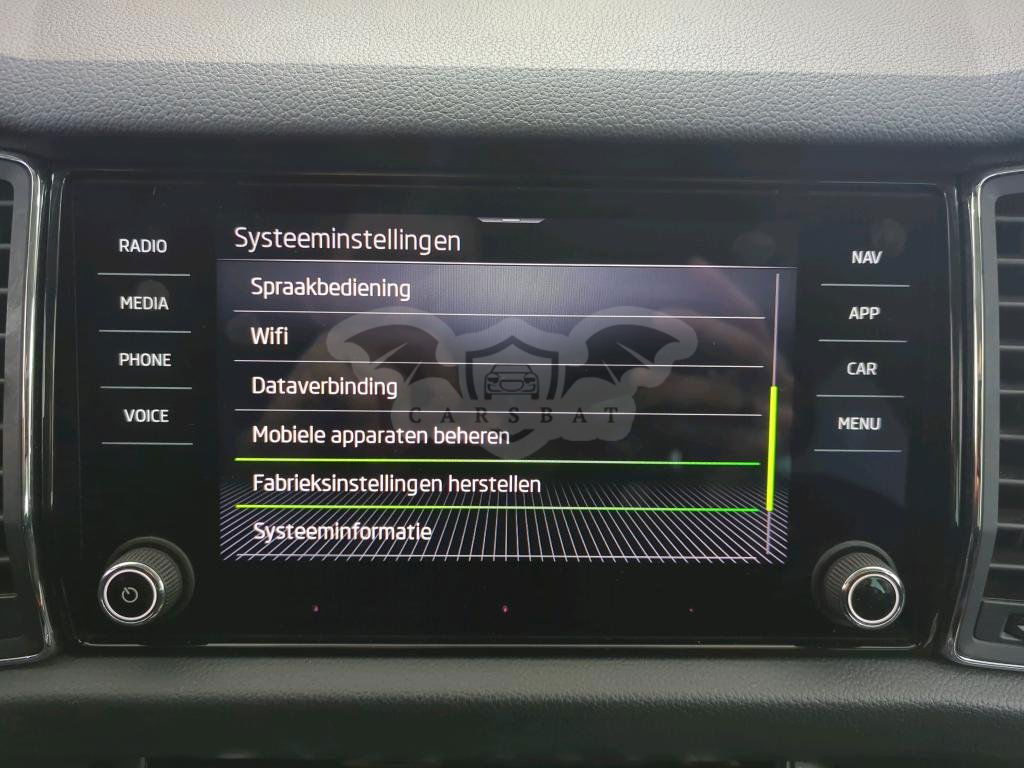 RADIO
MEDIA
PHONE
VOICE
Systeeminstellingen
Spraakbediening
Wifi
Dataverbinding
Mobiele apparaten beheren
Fabrieksinstellingen herstellen
Systeeminformatie
CARSBAT
NAV
APP
CAR
MENU